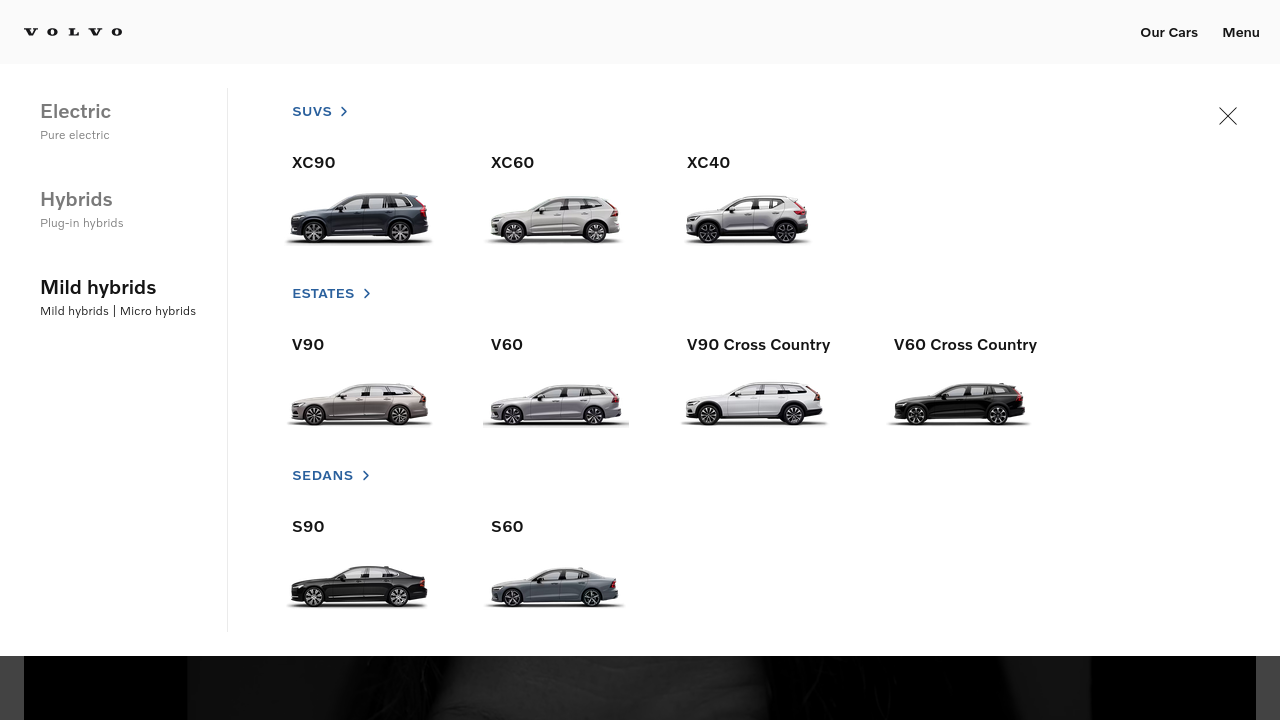 VOLVO
Our Cars
Menu
Electric
Pure electric
Hybrids
Plug-in hybrids
Mild hybrids
Mild hybrids | Micro hybrids
SUVS
XC90
XC60
XC40
ESTATES
V90
V60
V90 Cross Country
V60 Cross Country
SEDANS
S90
S60